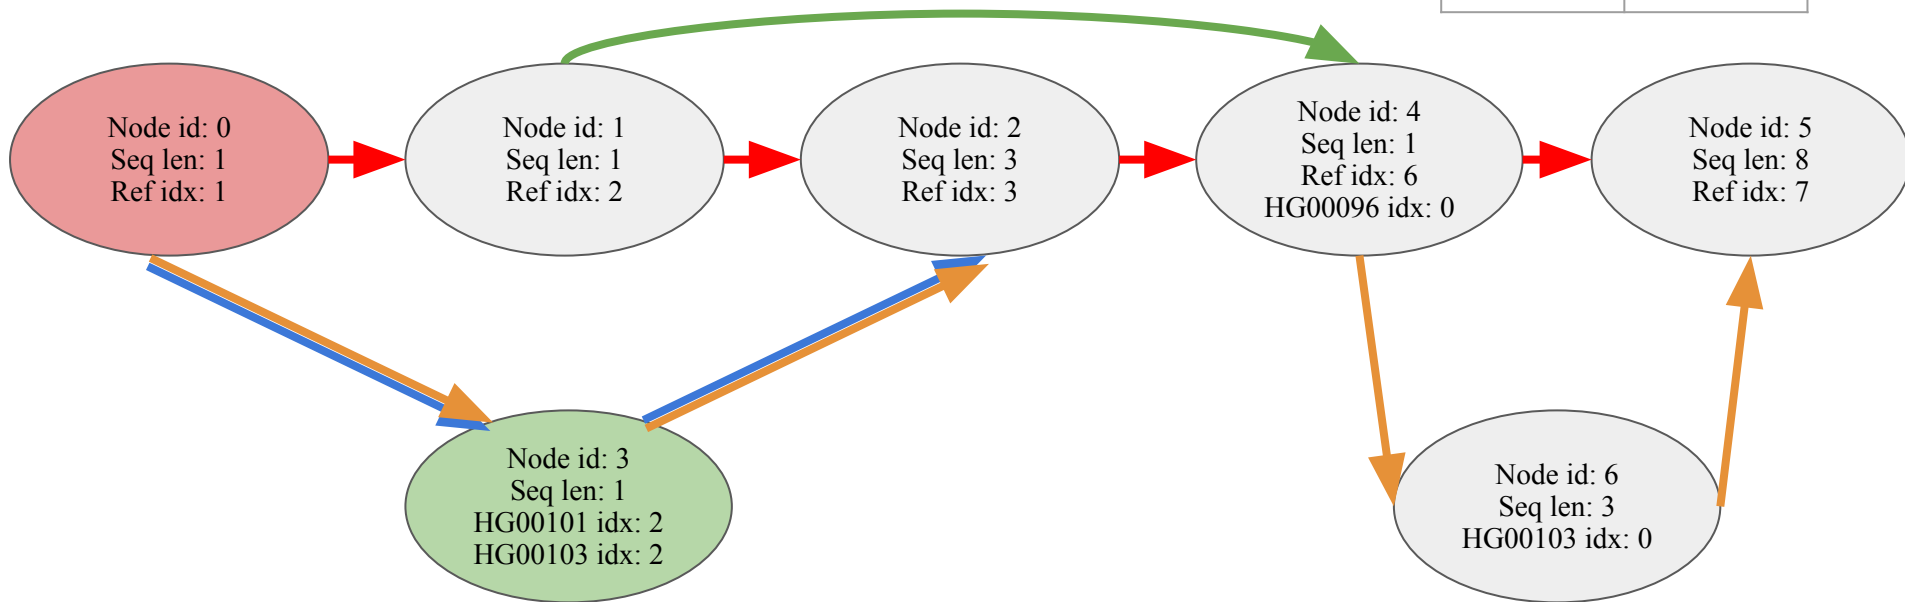 Node id: 0
Seq len: 1
Ref idx: 1
Node id: 1
Seq len: 1
Ref idx: 2
Node id: 2
Seq len: 3
Ref idx: 3
Node id: 4
Seq len: 1
Ref idx: 6
HG00096 idx: 0
Node id: 5
Seq len: 8
Ref idx: 7
Node id: 3
Seq len: 1
HG00101 idx: 2
HG00103 idx: 2
Node id: 6
Seq len: 3
HG00103 idx: 0